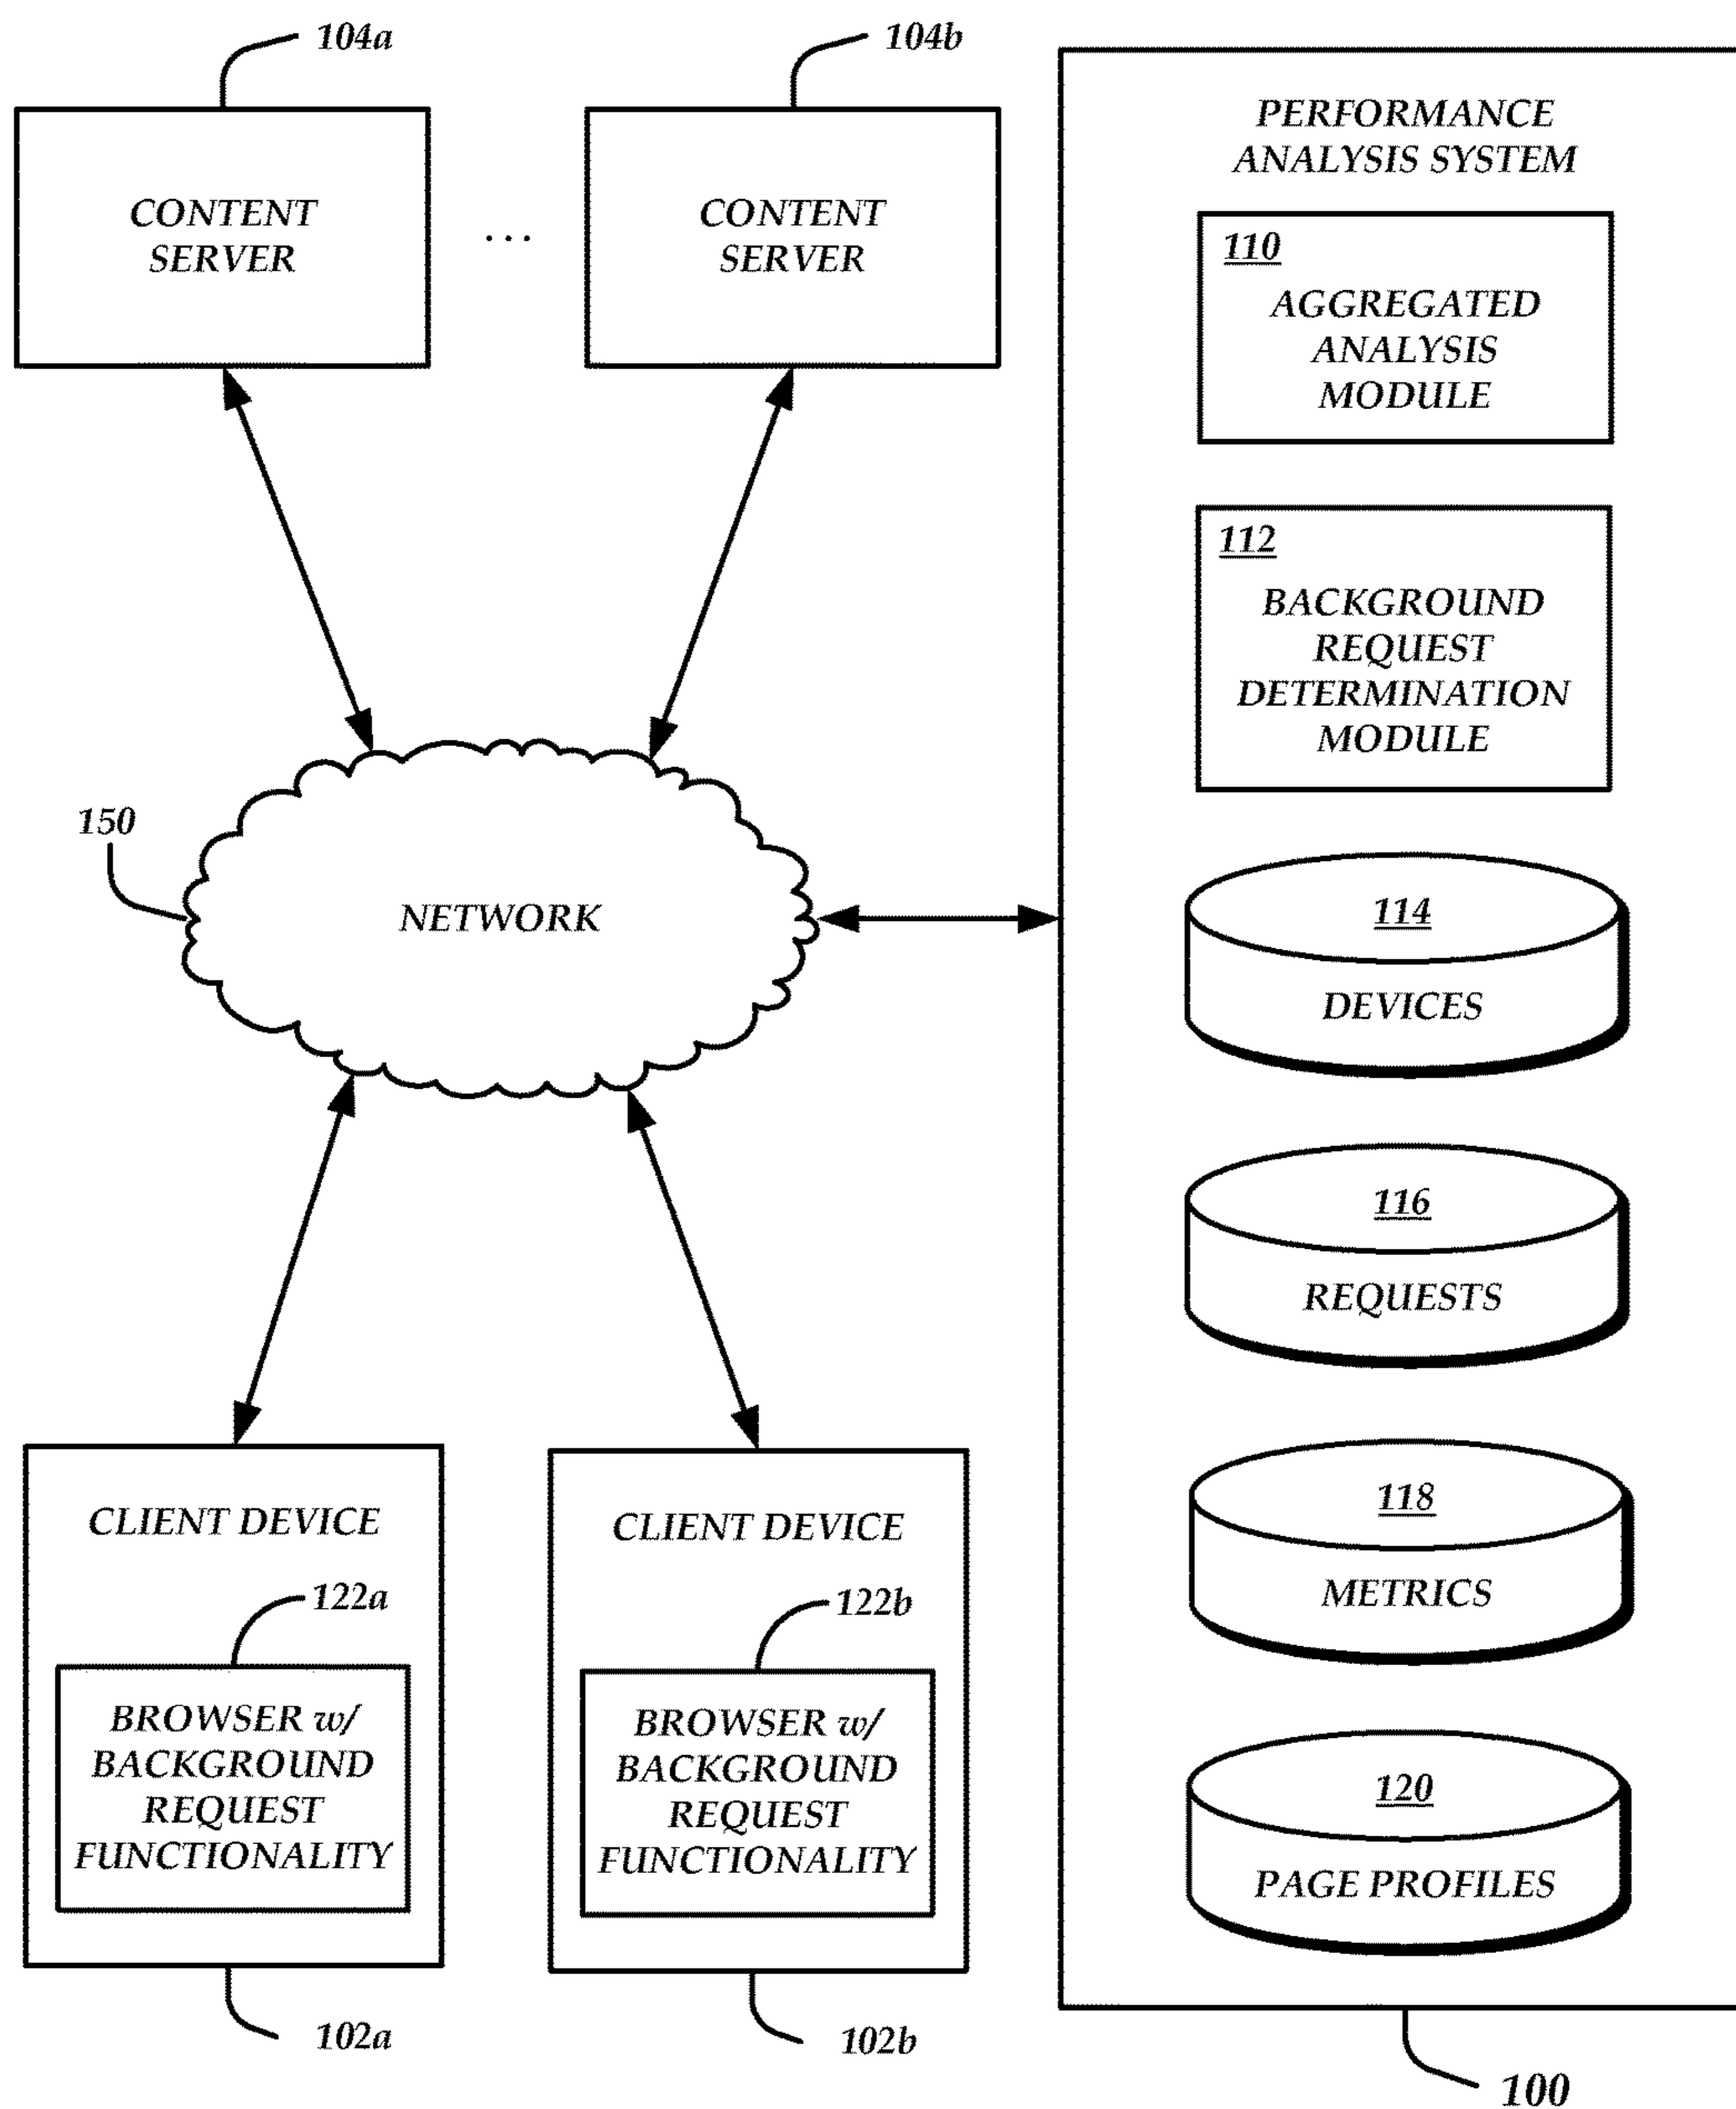 104a
104b
CONTENT
SERVER
...
CONTENT
SERVER
PERFORMANCE
ANALYSIS SYSTEM
110
AGGREGATED
ANALYSIS
MODULE
112
BACKGROUND
REQUEST
DETERMINATION
MODULE
150
NETWORK
114
DEVICES
116
REQUESTS
118
METRICS
120
PAGE PROFILES
CLIENT DEVICE
122a
BROWSER w/
BACKGROUND
REQUEST
FUNCTIONALITY
102a
CLIENT DEVICE
122b
BROWSER w/
BACKGROUND
REQUEST
FUNCTIONALITY
102b
100